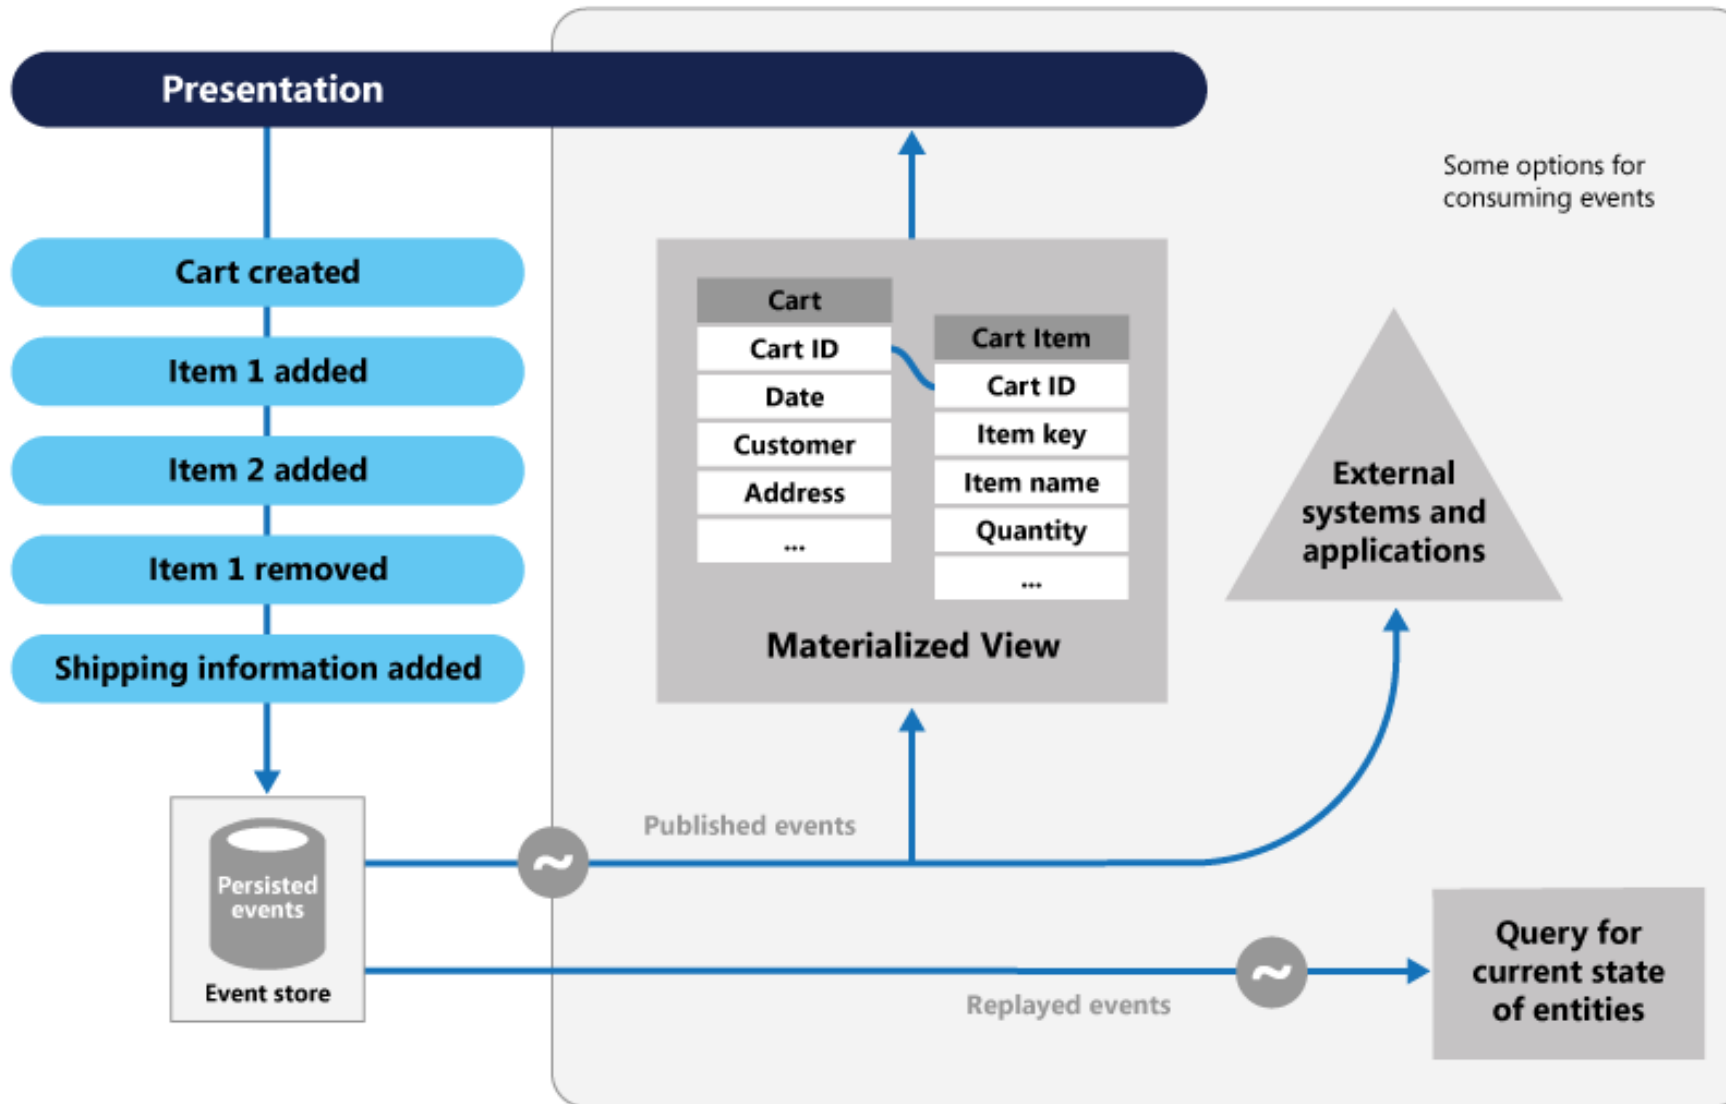 Presentation
Some options for
consuming events
Cart created
Item 1 added
Item 2 added
Item 1 removed
Shipping information added
Cart
Cart ID
Date
Customer
Address
...
Cart Item
Cart ID
Item key
Item name
Quantity
...
Materialized View
External
systems and
applications
Published events
~
Persisted
events
Event store
Replayed events
~
Query for
current state
of entities